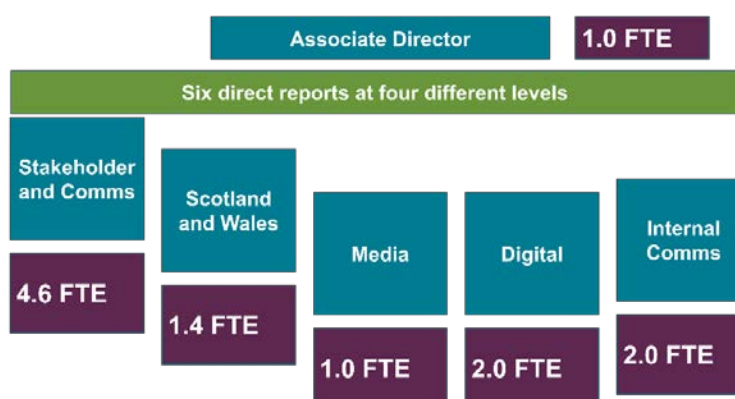 Associate Director
1.0 FTE
Six direct reports at four different levels
Stakeholder
and Comms
4.6 FTE
Scotland
and Wales
1.4 FTE
Media
1.0 FTE
Digital
2.0 FTE
Internal
Comms
2.0 FTE